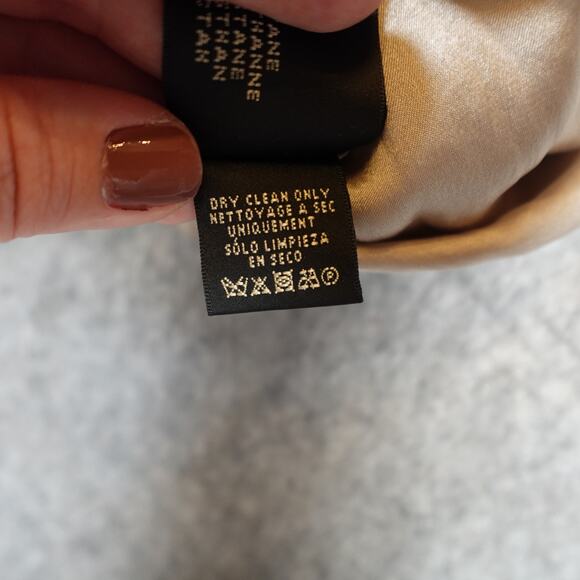 DRY CLEAN ONLY
NETTOYAGE A SEC
UNIQUEMENT
SÓLO LIMPIEZA
EN SECO
P